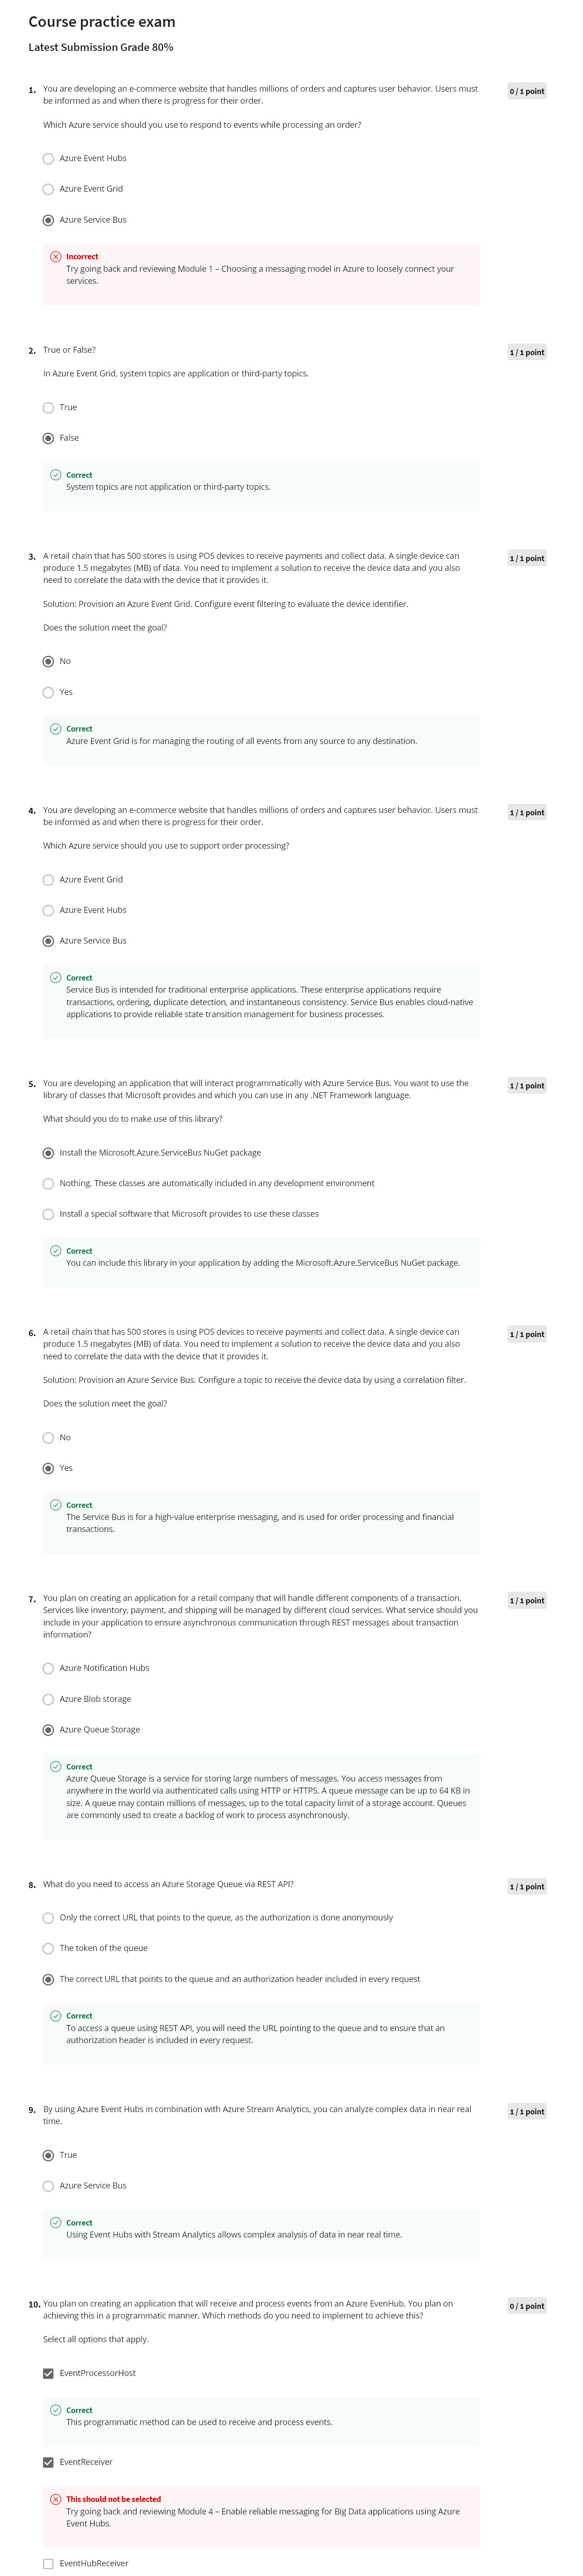 Course practice exam
Latest Submission Grade 80%
1. You are developing an e-commerce website that handles millions of orders and captures user behavior. Users must
be informed as and when there is progress for their order.
0 / 1 point
Which Azure service should you use to respond to events while processing an order?
Azure Event Hubs
Azure Event Grid
Azure Service Bus
Incorrect
Try going back and reviewing Module 1 – Choosing a messaging model in Azure to loosely connect your
services.
2. True or False?
1 / 1 point
In Azure Event Grid, system topics are application or third-party topics.
True
False
Correct
System topics are not application or third-party topics.
3. A retail chain that has 500 stores is using POS devices to receive payments and collect data. A single device can
produce 1.5 megabytes (MB) of data. You need to implement a solution to receive the device data and you also
need to correlate the data with the device that it provides it.
1 / 1 point
Solution: Provision an Azure Event Grid. Configure event filtering to evaluate the device identifier.
Does the solution meet the goal?
No
Yes
Correct
Azure Event Grid is for managing the routing of all events from any source to any destination.
4. You are developing an e-commerce website that handles millions of orders and captures user behavior. Users must
be informed as and when there is progress for their order.
1 / 1 point
Which Azure service should you use to support order processing?
Azure Event Grid
Azure Event Hubs
Azure Service Bus
Correct
Service Bus is intended for traditional enterprise applications. These enterprise applications require
transactions, ordering, duplicate detection, and instantaneous consistency. Service Bus enables cloud-native
applications to provide reliable state transition management for business processes.
5. You are developing an application that will interact programmatically with Azure Service Bus. You want to use the
library of classes that Microsoft provides and which you can use in any .NET Framework language.
1 / 1 point
What should you do to make use of this library?
Install the Microsoft.Azure.ServiceBus NuGet package
Nothing. These classes are automatically included in any development environment
Install a special software that Microsoft provides to use these classes
Correct
You can include this library in your application by adding the Microsoft.Azure.ServiceBus NuGet package.
6. A retail chain that has 500 stores is using POS devices to receive payments and collect data. A single device can
produce 1.5 megabytes (MB) of data. You need to implement a solution to receive the device data and you also
need to correlate the data with the device that it provides it.
1 / 1 point
Solution: Provision an Azure Service Bus. Configure a topic to receive the device data by using a correlation filter.
Does the solution meet the goal?
No
Yes
Correct
The Service Bus is for a high-value enterprise messaging, and is used for order processing and financial
transactions.
7. You plan on creating an application for a retail company that will handle different components of a transaction.
Services like inventory, payment, and shipping will be managed by different cloud services. What service should you
include in your application to ensure asynchronous communication through REST messages about transaction
information?
1 / 1 point
Azure Notification Hubs
Azure Blob storage
Azure Queue Storage
Correct
Azure Queue Storage is a service for storing large numbers of messages. You access messages from
anywhere in the world via authenticated calls using HTTP or HTTPS. A queue message can be up to 64 KB in
size. A queue may contain millions of messages, up to the total capacity limit of a storage account. Queues
are commonly used to create a backlog of work to process asynchronously.
8. What do you need to access an Azure Storage Queue via REST API?
1 / 1 point
Only the correct URL that points to the queue, as the authorization is done anonymously
The token of the queue
The correct URL that points to the queue and an authorization header included in every request
Correct
To access a queue using REST API, you will need the URL pointing to the queue and to ensure that an
authorization header is included in every request.
9. By using Azure Event Hubs in combination with Azure Stream Analytics, you can analyze complex data in near real
time.
1 / 1 point
True
Azure Service Bus
Correct
Using Event Hubs with Stream Analytics allows complex analysis of data in near real time.
10. You plan on creating an application that will receive and process events from an Azure EvenHub. You plan on
achieving this in a programmatic manner. Which methods do you need to implement to achieve this?
0 / 1 point
Select all options that apply.
EventProcessorHost
Correct
This programmatic method can be used to receive and process events.
EventReceiver
This should not be selected
Try going back and reviewing Module 4 – Enable reliable messaging for Big Data applications using Azure
Event Hubs.
EventHubReceiver